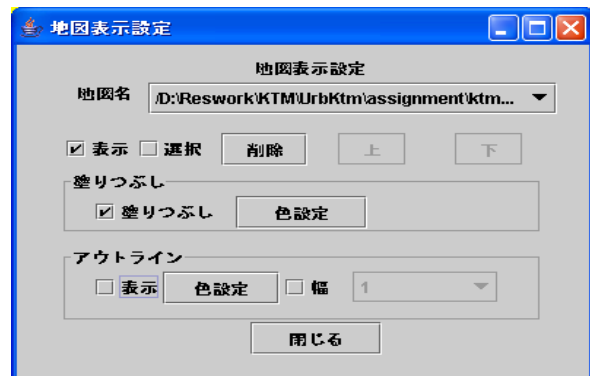 地図表示設定
地図表示設定
地図名 /D:\Reswork\KTM\UrbKtm\assignment\ktm...
表示 選択 削除 上 下
塗りつぶし
塗りつぶし 色設定
アウトライン
表示 色設定 幅 1
閉じる